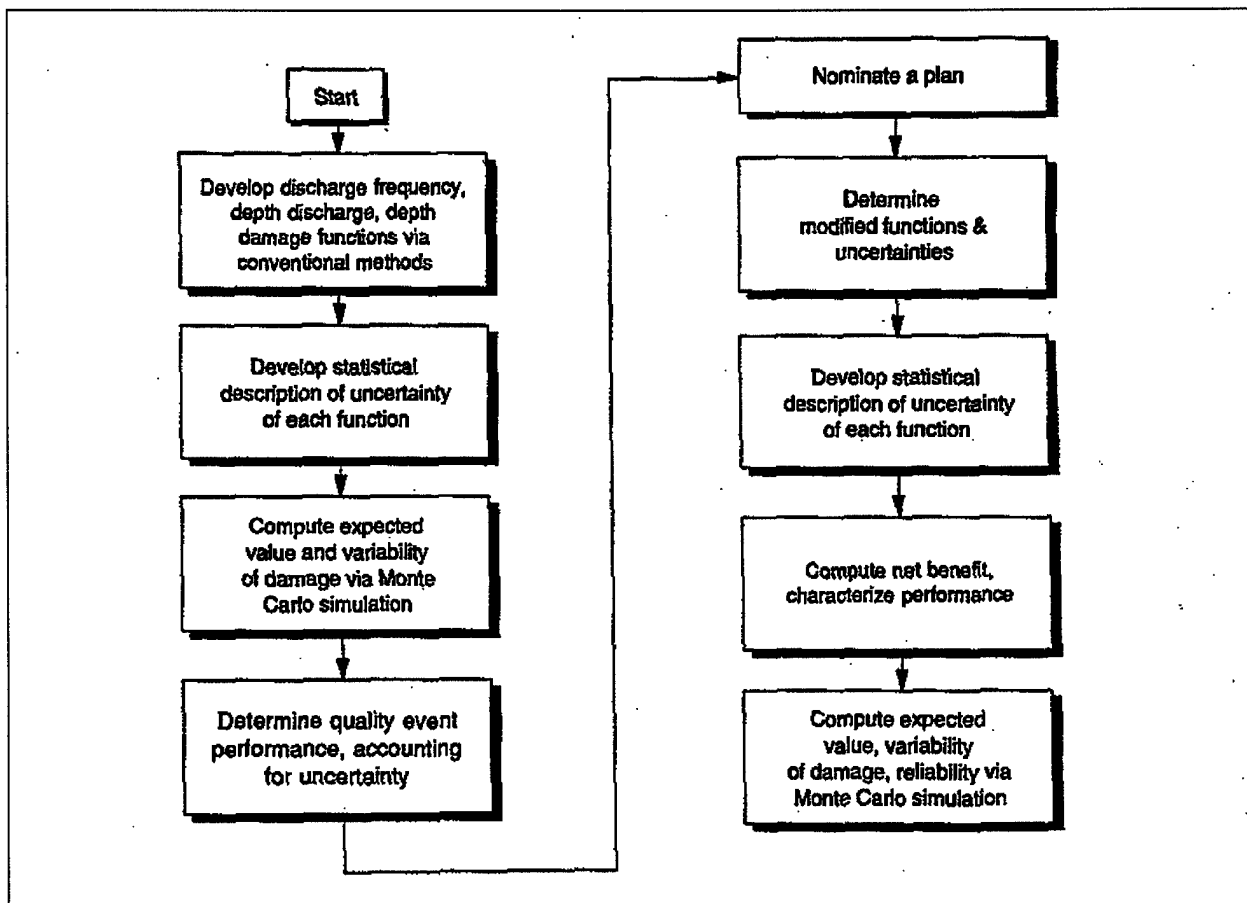 Start
Develop discharge frequency,
depth discharge, depth
damage functions via
conventional methods
Develop statistical
description of uncertainty
of each function
Compute expected
value and variability
of damage via Monte
Carlo simulation
Determine quality event
performance, accounting
for uncertainty
Nominate a plan
Determine
modified functions &
uncertainties
Develop statistical
description of uncertainty
of each function
Compute net benefit,
characterize performance
Compute expected
value, variability
of damage, reliability via
Monte Carlo simulation